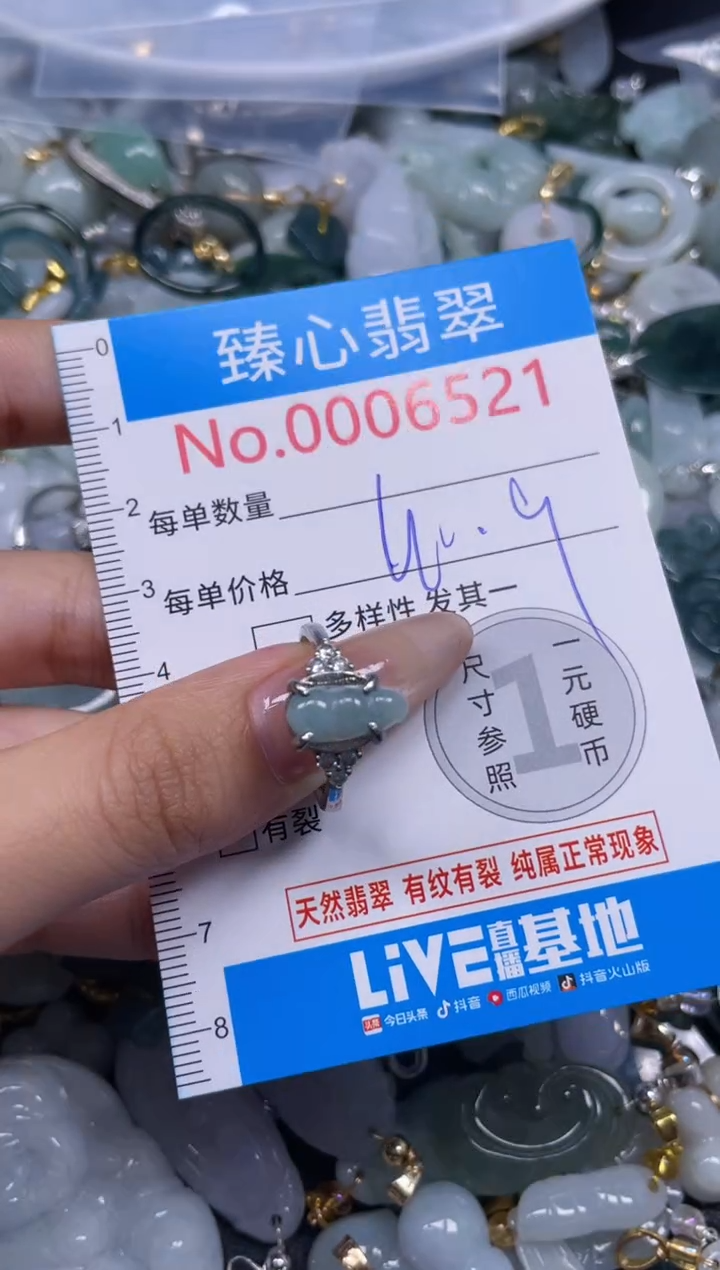 臻心翡翠
No.0006521
0
1
2
3
4
7
8
每单数量
每单价格
多样性 发其一
有裂
一元硬币
尺寸参照
1
天然翡翠 有纹有裂 纯属正常现象
LiVE直播基地
头条 今日头条 抖音 西瓜视频 抖音火山版